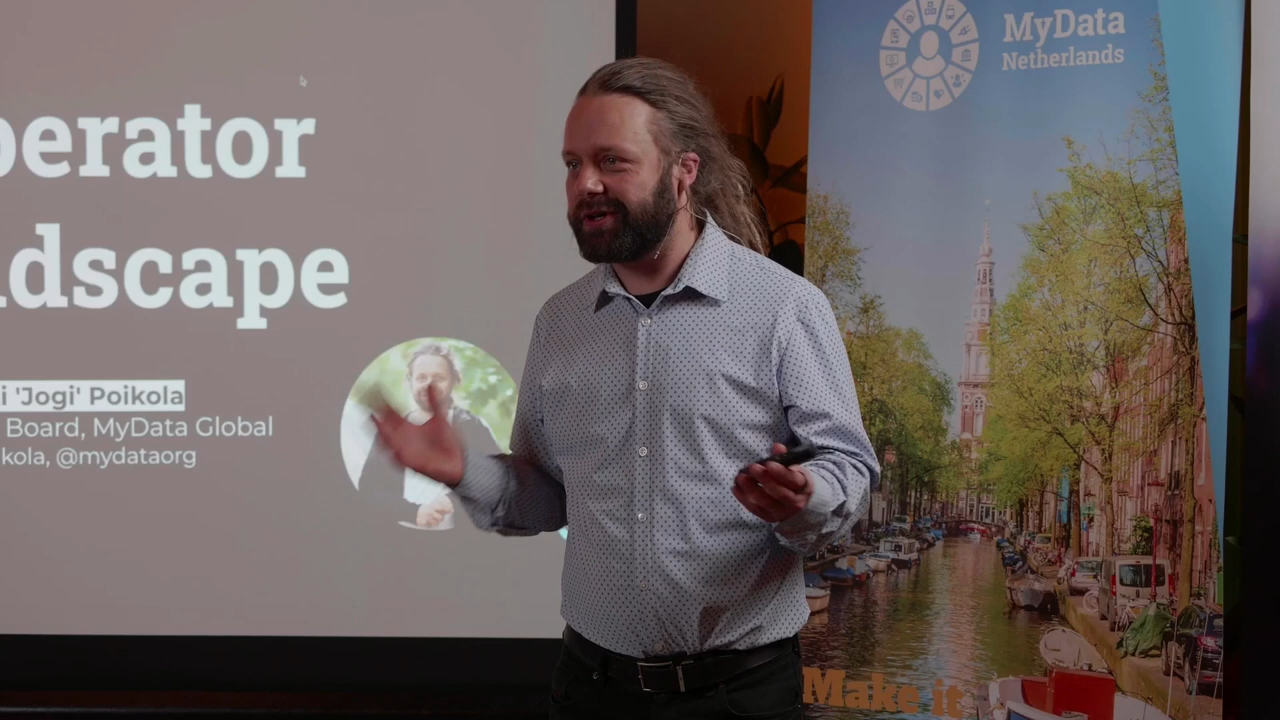 perator
dscape
i 'Jogi' Poikola
Board, MyData Global
kola, @mydataorg
MyData
Netherlands
Make it